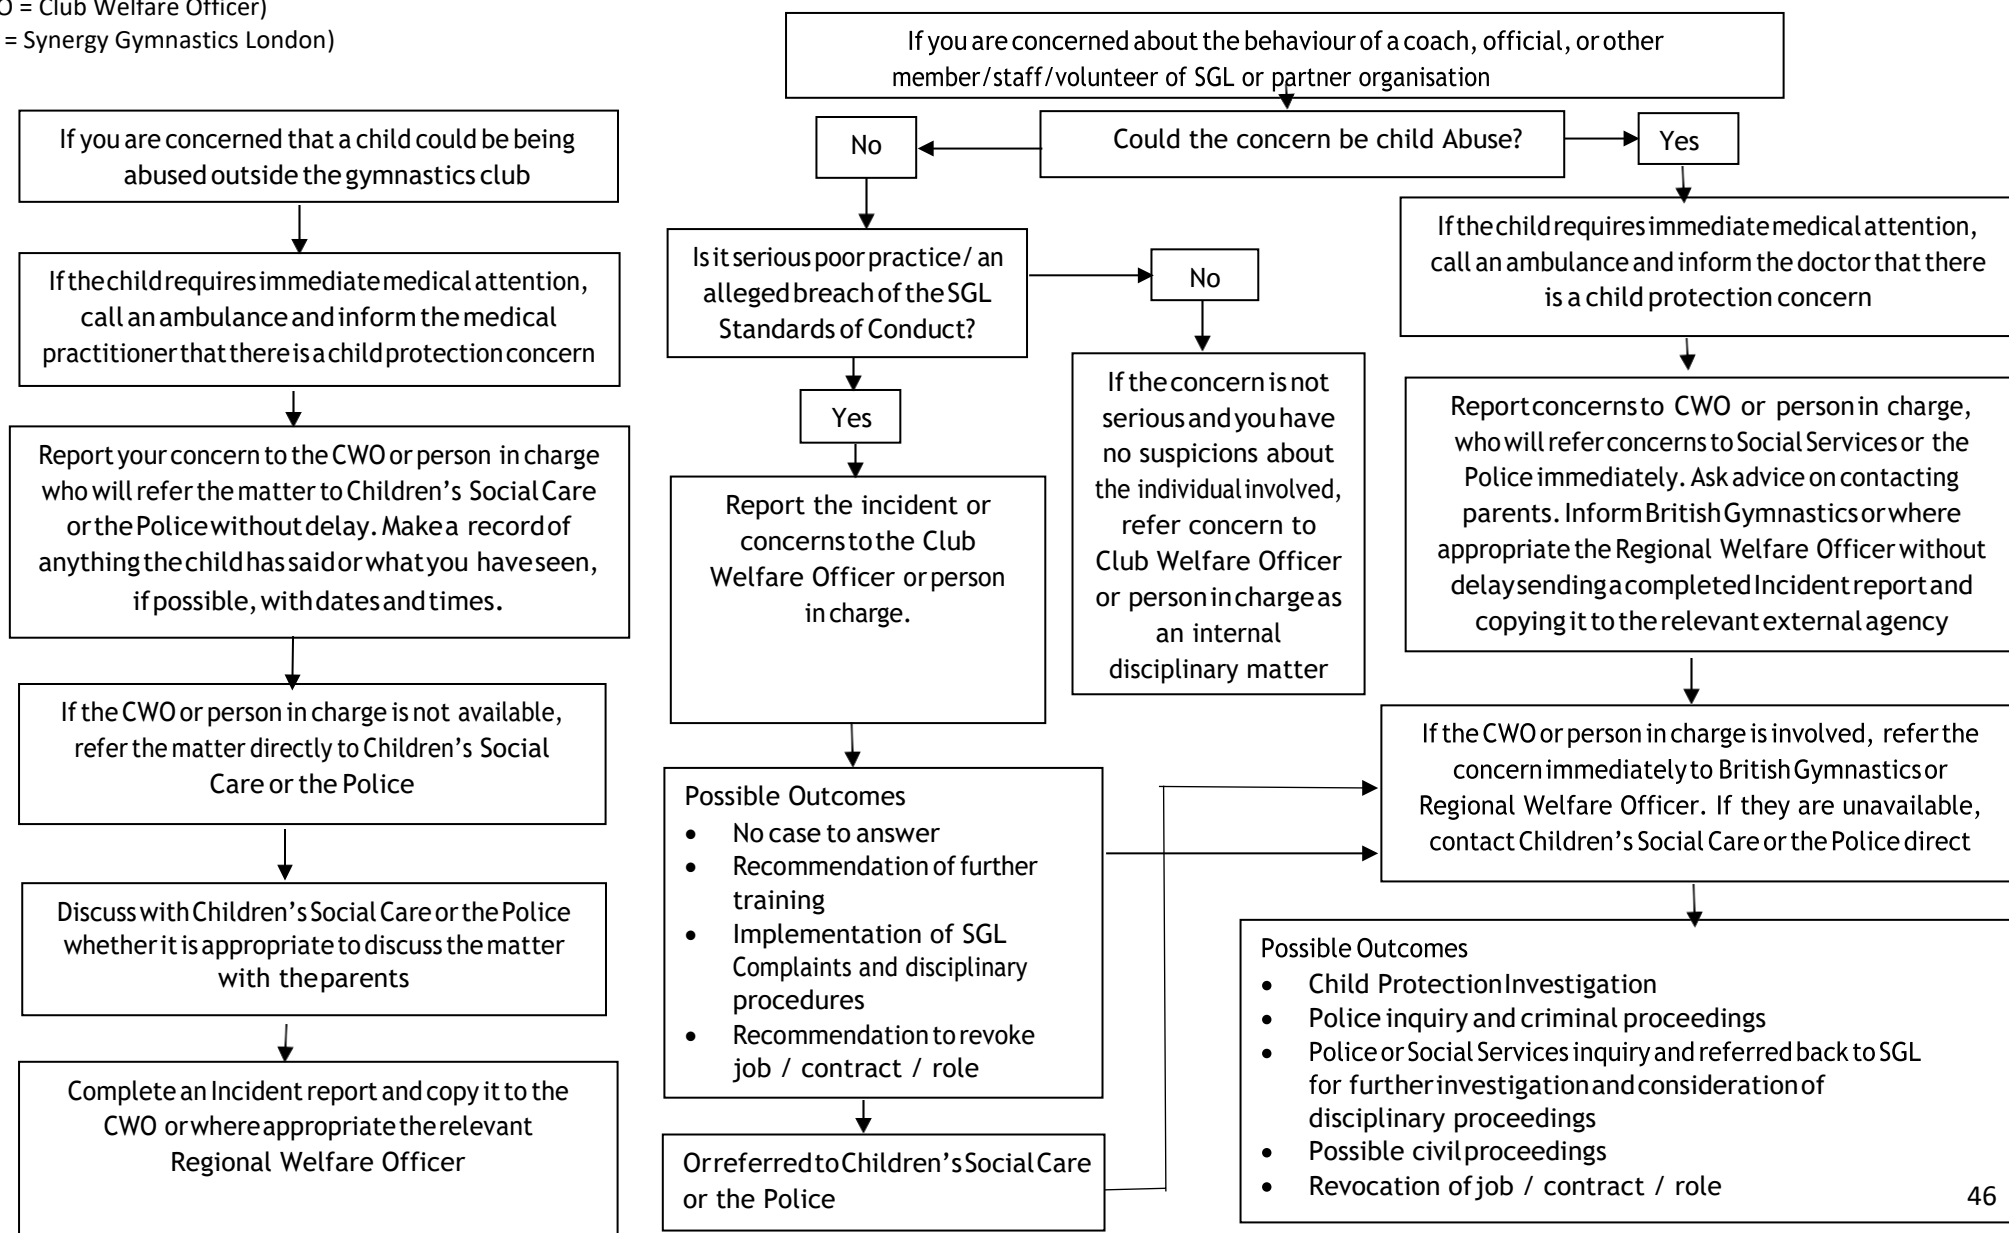 O = Club Welfare Officer)
= Synergy Gymnastics London)
If you are concerned that a child could be being
abused outside the gymnastics club
If the child requires immediate medical attention,
call an ambulance and inform the medical
practitioner that there is a child protection concern
Report your concern to the CWO or person in charge
who will refer the matter to Children’s Social Care
or the Police without delay. Make a record of
anything the child has said or what you have seen,
if possible, with dates and times.
If the CWO or person in charge is not available,
refer the matter directly to Children’s Social
Care or the Police
Discuss with Children’s Social Care or the Police
whether it is appropriate to discuss the matter
with the parents
Complete an Incident report and copy it to the
CWO or where appropriate the relevant
Regional Welfare Officer
If you are concerned about the behaviour of a coach, official, or other
member/staff/volunteer of SGL or partner organisation
Could the concern be child Abuse?
No
Yes
Is it serious poor practice/ an
alleged breach of the SGL
Standards of Conduct?
No
Yes
If the concern is not
serious and you have
no suspicions about
the individual involved,
refer concern to
Club Welfare Officer
or person in charge as
an internal
disciplinary matter
Report the incident or
concerns to the Club
Welfare Officer or person
in charge.
Possible Outcomes
• No case to answer
• Recommendation of further
training
• Implementation of SGL
Complaints and disciplinary
procedures
• Recommendation to revoke
job / contract / role
Or referred to Children’s Social Care
or the Police
If the child requires immediate medical attention,
call an ambulance and inform the doctor that there
is a child protection concern
Report concerns to CWO or person in charge,
who will refer concerns to Social Services or the
Police immediately. Ask advice on contacting
parents. Inform British Gymnastics or where
appropriate the Regional Welfare Officer without
delay sending a completed Incident report and
copying it to the relevant external agency
If the CWO or person in charge is involved, refer the
concern immediately to British Gymnastics or
Regional Welfare Officer. If they are unavailable,
contact Children’s Social Care or the Police direct
Possible Outcomes
• Child Protection Investigation
• Police inquiry and criminal proceedings
• Police or Social Services inquiry and referred back to SGL
for further investigation and consideration of
disciplinary proceedings
• Possible civil proceedings
• Revocation of job / contract / role
46